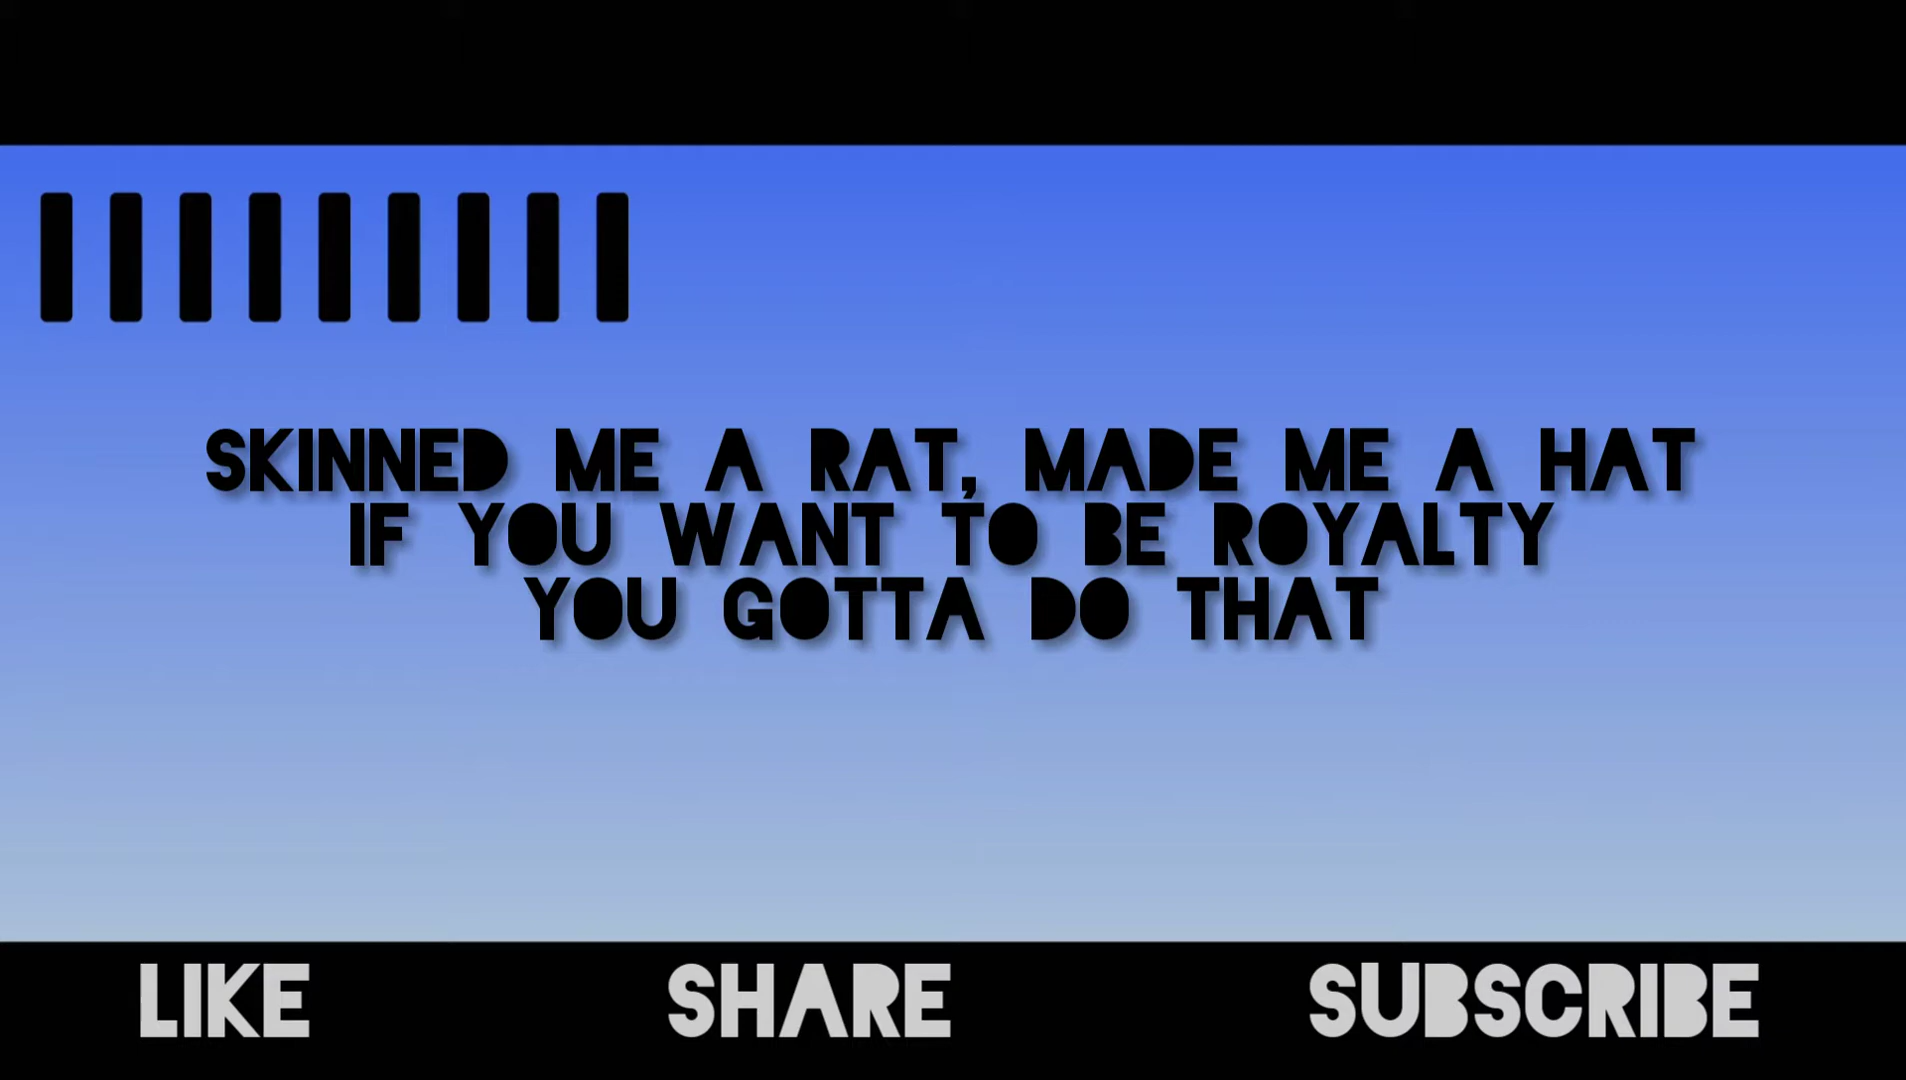 SKINNED ME A RAT, MADE ME A HAT
IF YOU WANT TO BE ROYALTY
YOU GOTTA DO THAT
LIKE SHARE SUBSCRIBE